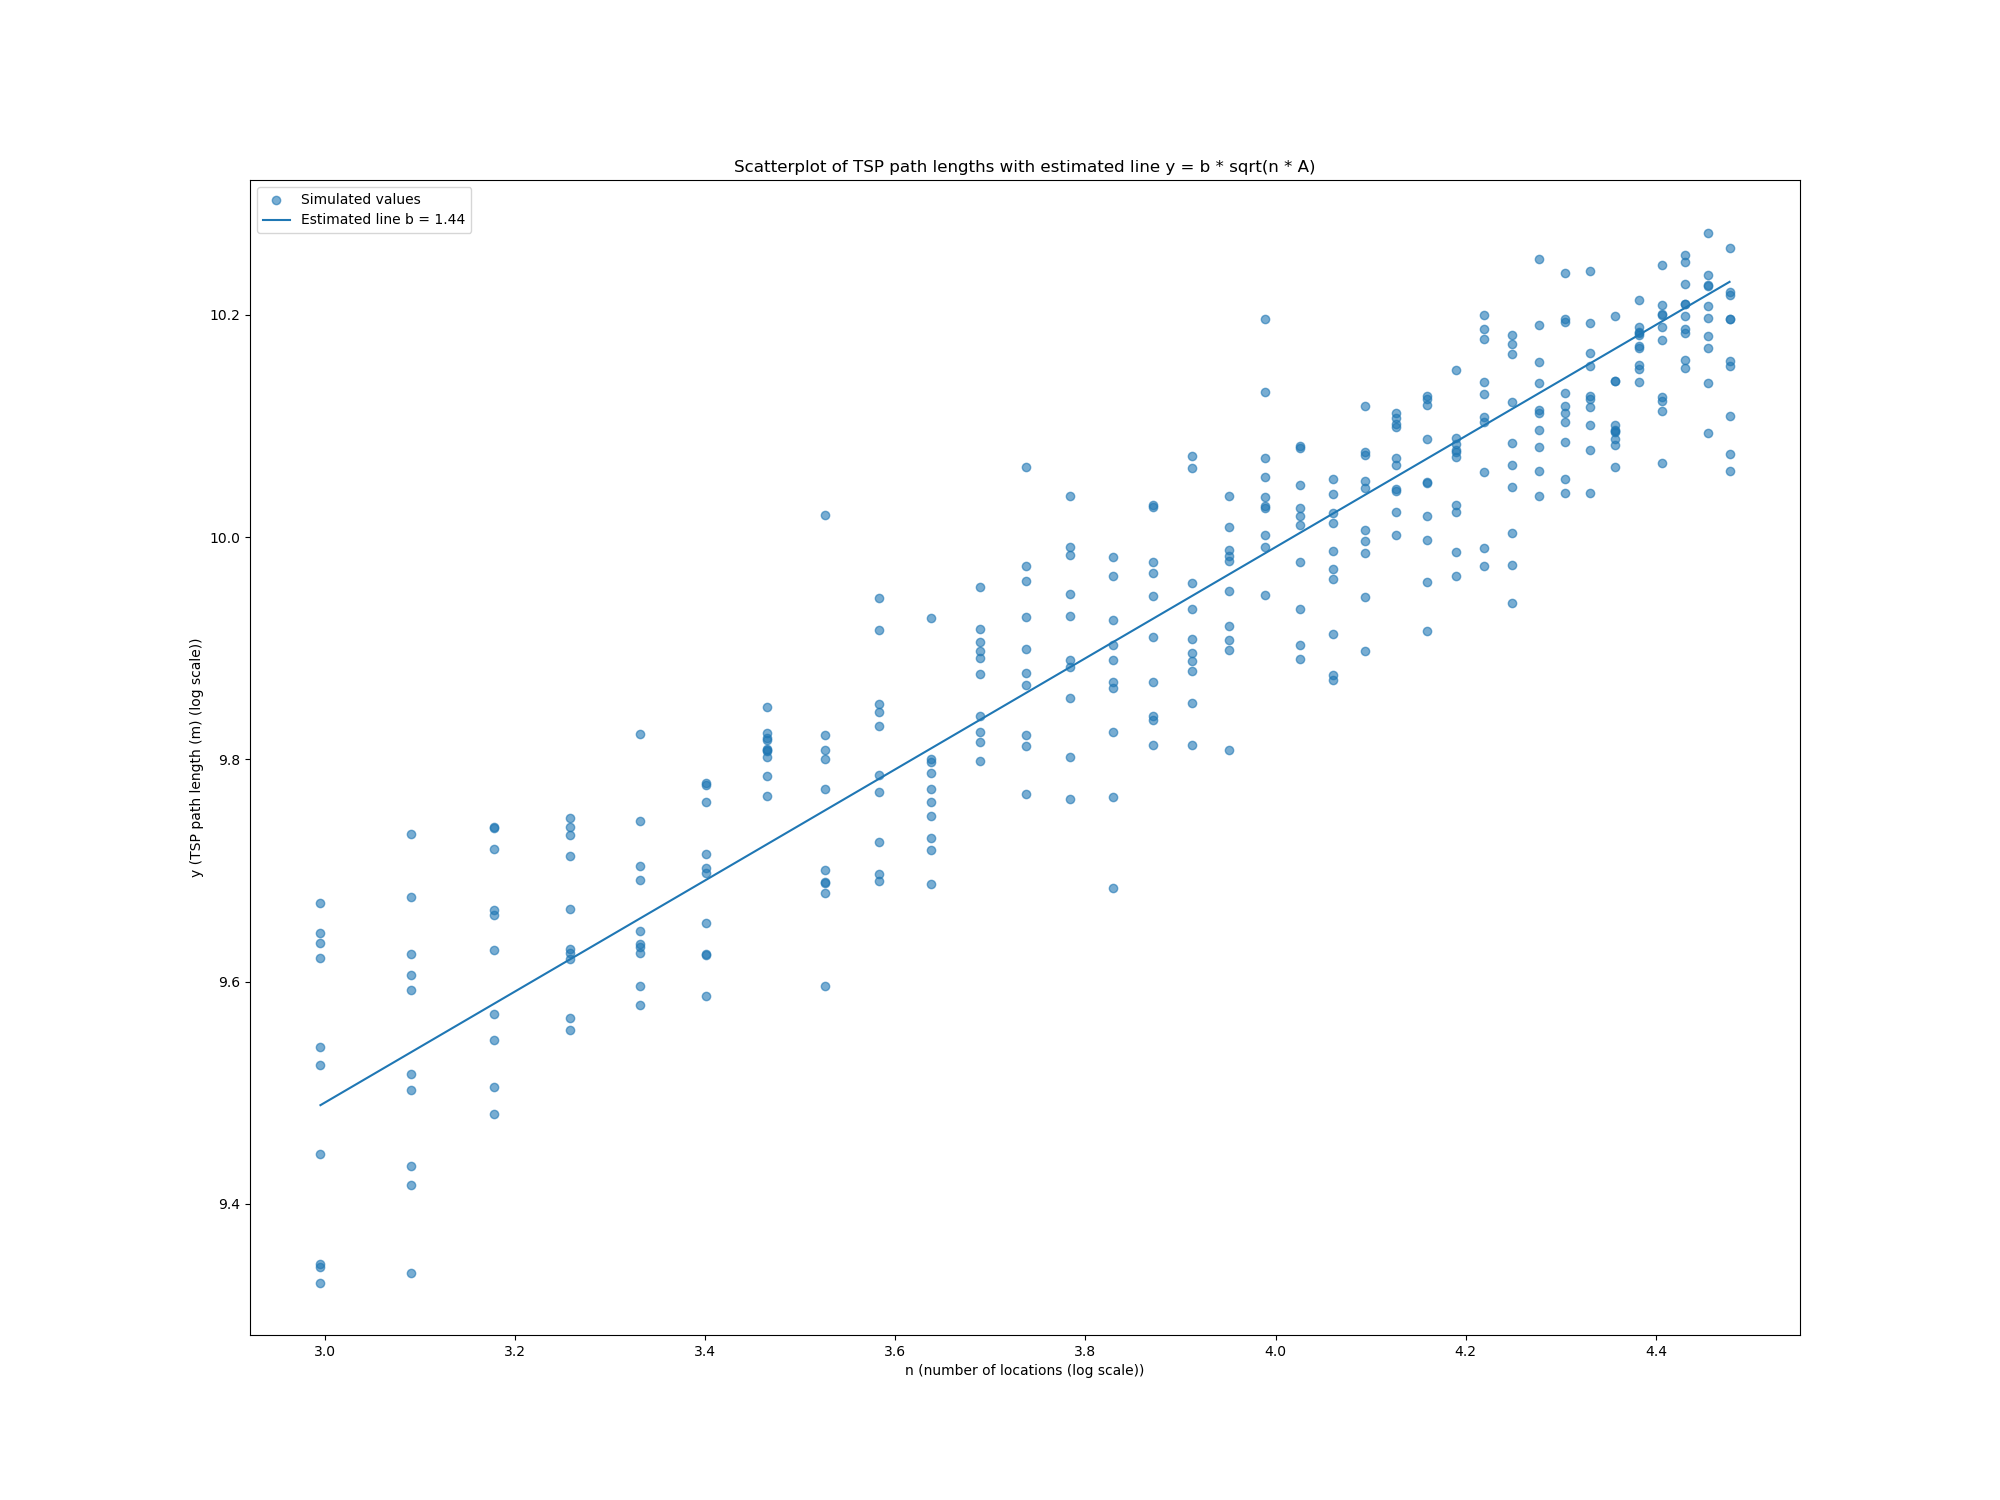 Scatterplot of TSP path lengths with estimated line y = b * sqrt(n * A)
Simulated values
Estimated line b = 1.44
10.2
10.0
9.8
9.6
9.4
y (TSP path length (m) (log scale))
3.0 3.2 3.4 3.6 3.8 4.0 4.2 4.4
n (number of locations (log scale))